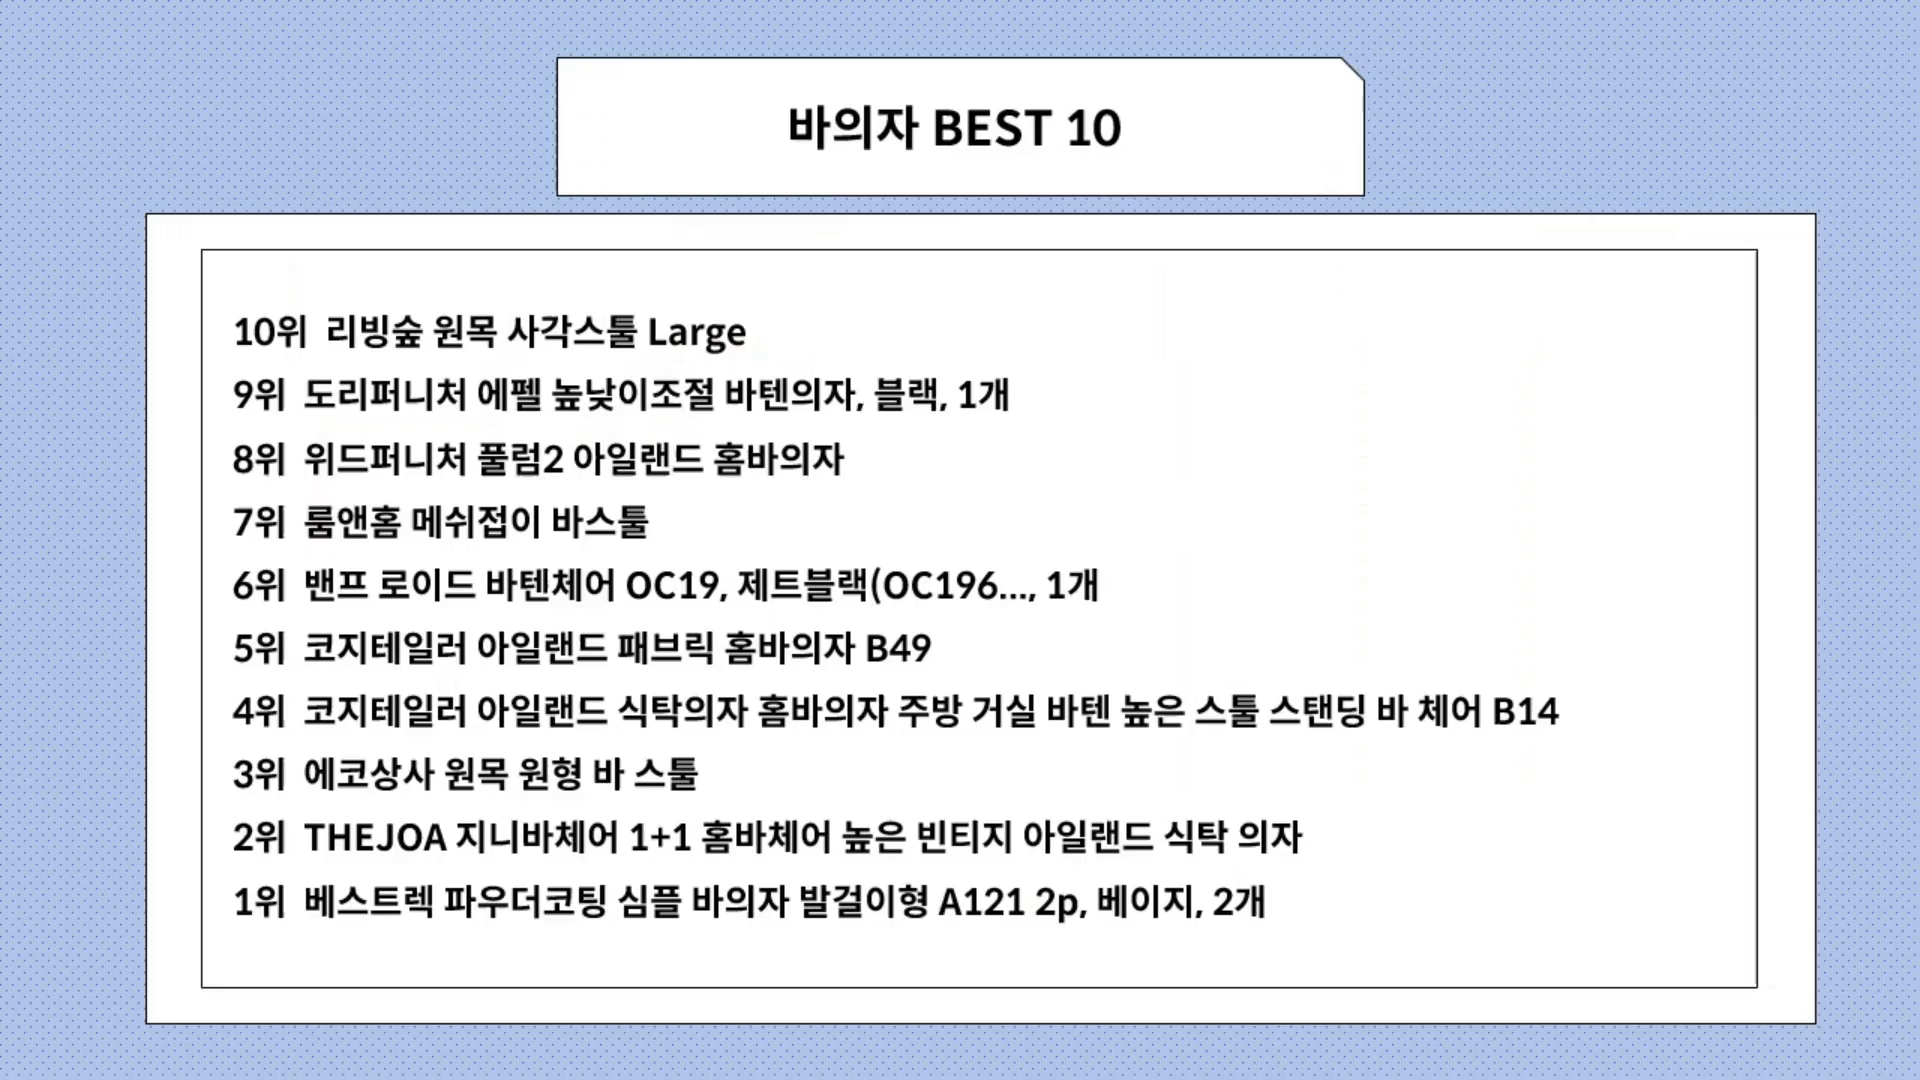 바의자 BEST 10
10위 리빙숲 원목 사각스툴 Large
9위 도리퍼니처 에펠 높낮이조절 바텐의자, 블랙, 1개
8위 위드퍼니처 풀럼2 아일랜드 홈바의자
7위 룸앤홈 메쉬접이 바스툴
6위 밴프 로이드 바텐체어 OC19, 제트블랙(OC196..., 1개
5위 코지테일러 아일랜드 패브릭 홈바의자 B49
4위 코지테일러 아일랜드 식탁의자 홈바의자 주방 거실 바텐 높은 스툴 스탠딩 바 체어 B14
3위 에코상사 원목 원형 바 스툴
2위 THEJOA 지니바체어 1+1 홈바체어 높은 빈티지 아일랜드 식탁 의자
1위 베스트렉 파우더코팅 심플 바의자 발걸이형 A121 2p, 베이지, 2개